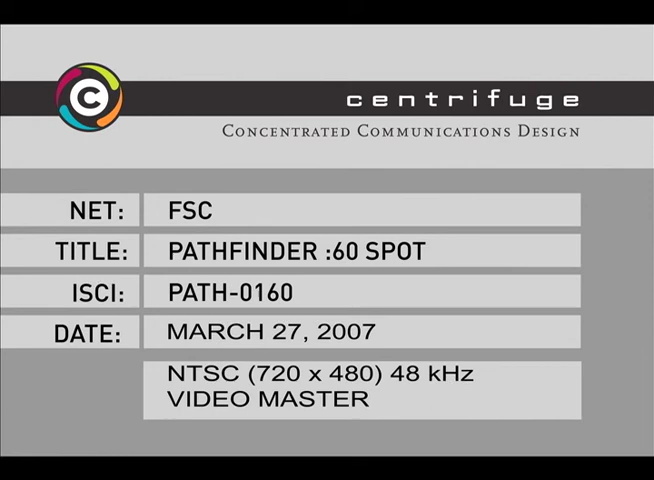 C
centrifuge
CONCENTRATED COMMUNICATIONS DESIGN
NET: FSC
TITLE: PATHFINDER :60 SPOT
ISCI: PATH-0160
DATE: MARCH 27, 2007
NTSC (720 x 480) 48 kHz
VIDEO MASTER